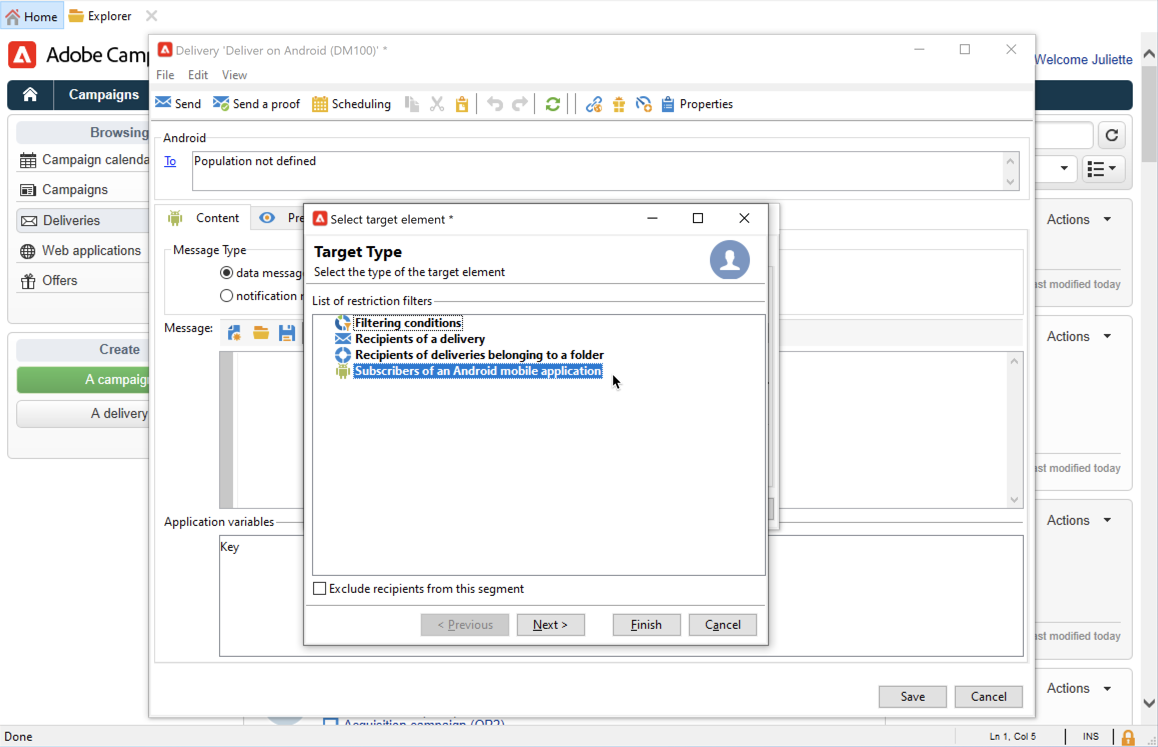 Home
Explorer
Adobe Camp
Welcome Juliette
Campaigns
Browsing
Campaign calenda
Campaigns
Deliveries
Web applications
Offers
Create
A campaig
A delivery
Delivery 'Deliver on Android (DM100)' *
File Edit View
Send Send a proof Scheduling Properties
Android
To Population not defined
Content Pre
Message Type
data messag
notification
Message:
Application variables
Key
Select target element *
Target Type
Select the type of the target element
List of restriction filters
Filtering conditions
Recipients of a delivery
Recipients of deliveries belonging to a folder
Subscribers of an Android mobile application
Exclude recipients from this segment
< Previous Next > Finish Cancel
Save Cancel
Actions
ast modified today
Actions
ast modified today
Actions
ast modified today
Actions
Acquisition campaign (OP2)
Done Ln 1, Col 5 INS